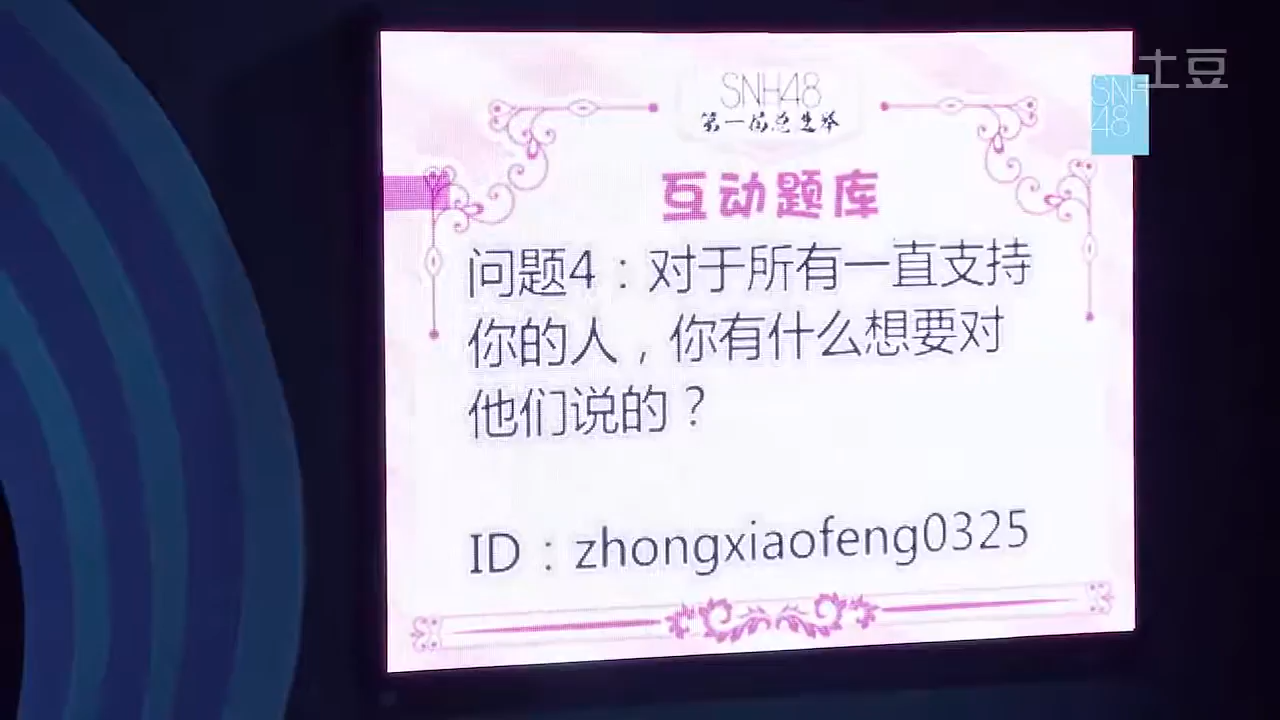 土豆
SNH
48
SNH48
第一届总选举
互动题库
问题4：对于所有一直支持
你的人，你有什么想要对
他们说的？
ID：zhongxiaofeng0325